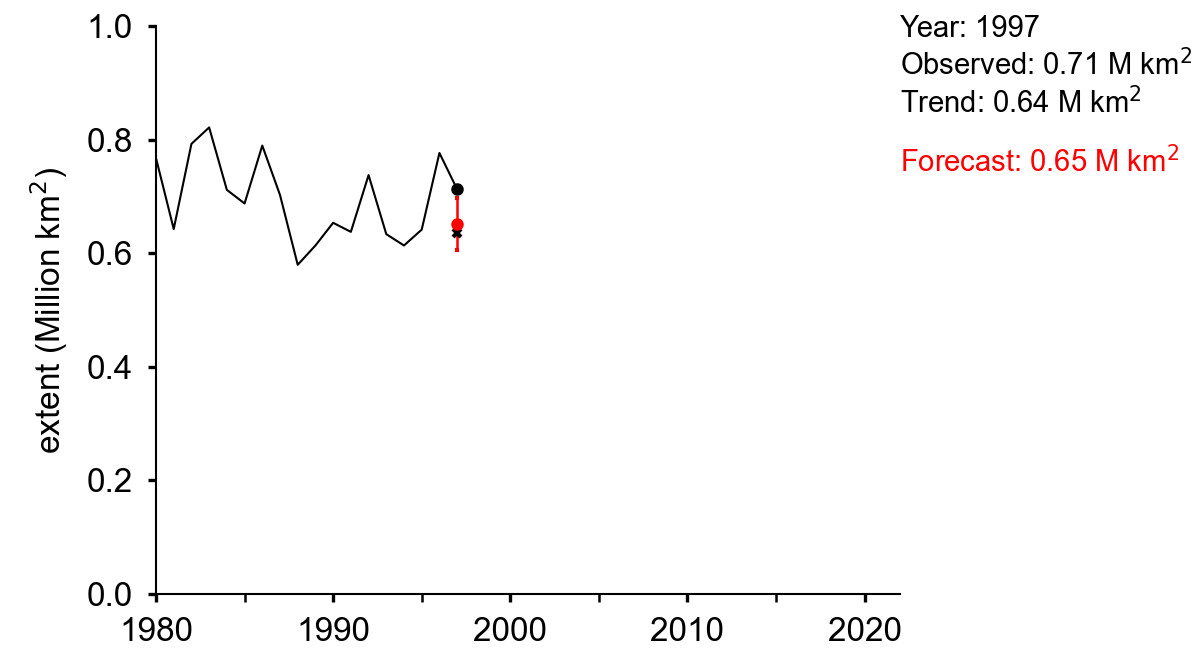 Year: 1997
Observed: 0.71 M km²
Trend: 0.64 M km²
Forecast: 0.65 M km²
extent (Million km²)
1.0
0.8
0.6
0.4
0.2
0.0
1980 1990 2000 2010 2020